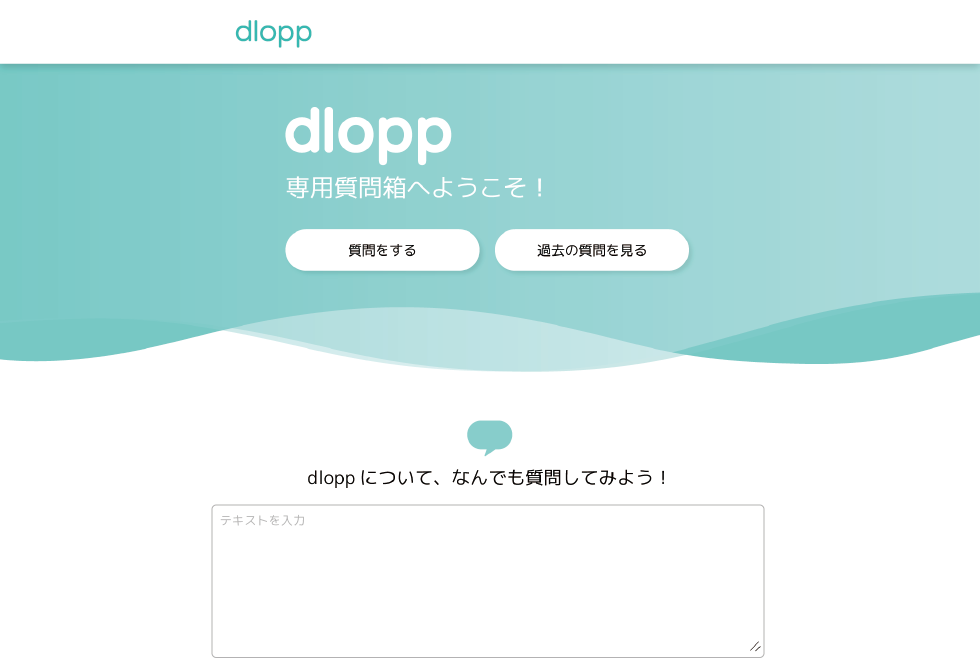 dlopp
dlopp
専用質問箱へようこそ！
質問をする
過去の質問を見る
dlopp について、なんでも質問してみよう！
テキストを入力